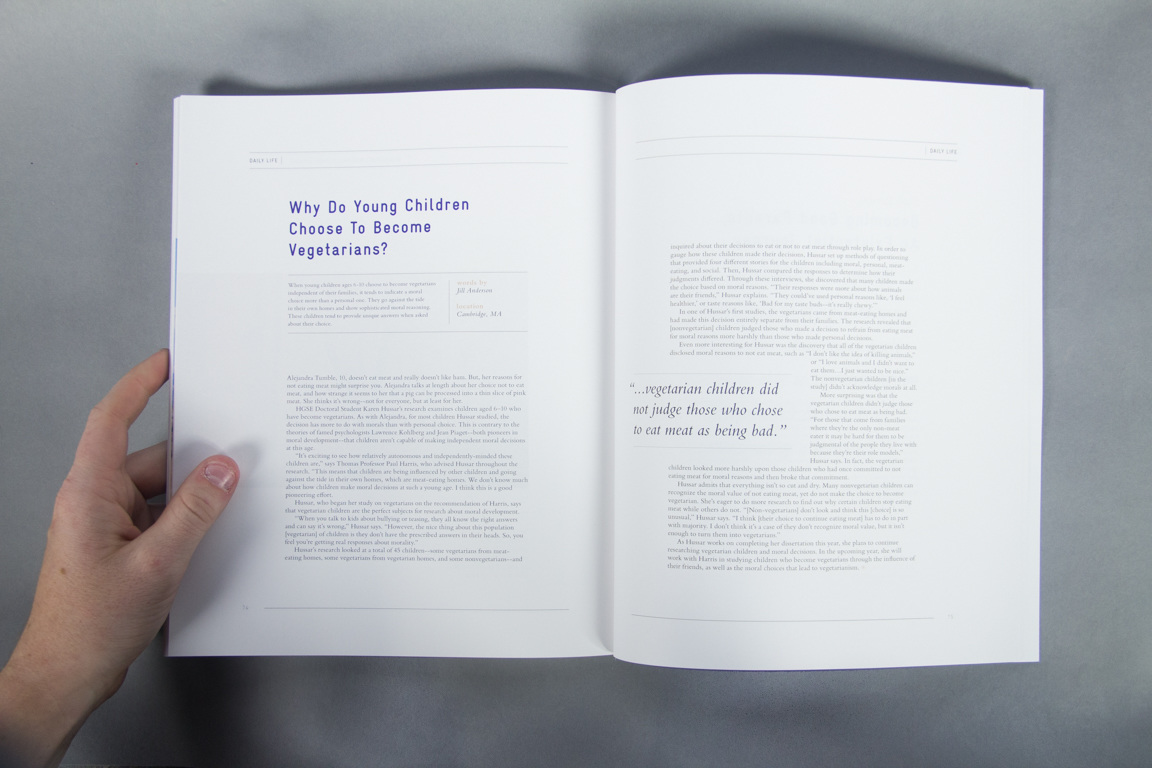 DAILY LIFE
Why Do Young Children
Choose To Become
Vegetarians?
When young children ages 6-10 choose to become vegetarians
independent of their families, it tends to indicate a moral
choice more than a personal one. They go against the tide
in their own homes and show sophisticated moral reasoning.
These children tend to provide unique answers when asked
about their choice.
words by
Jill Anderson
location
Cambridge, MA
Alejandra Tumble, 10, doesn't eat meat and really doesn't like ham. But, her reasons for
not eating meat might surprise you. Alejandra talks at length about her choice not to eat
meat, and how strange it seems to her that a pig can be processed into a thin slice of pink
meat. She thinks it's wrong—not for everyone, but at least for her.
HGSE Doctoral Student Karen Hussar's research examines children aged 6–10 who
have become vegetarians. As with Alejandra, for most children Hussar studied, the
decision has more to do with morals than with personal choice. This is contrary to the
theories of famed psychologists Lawrence Kohlberg and Jean Piaget—both pioneers in
moral development—that children aren't capable of making independent moral decisions
at this age.
"It's exciting to see how relatively autonomous and independently-minded these
children are," says Thomas Professor Paul Harris, who advised Hussar throughout the
research. "This means that children are being influenced by other children and going
against the tide in their own homes, which are meat-eating homes. We don't know much
about how children make moral decisions at such a young age. I think this is a good
pioneering effort.
Hussar, who began her study on vegetarians on the recommendation of Harris, says
that vegetarian children are the perfect subjects for research about moral development.
"When you talk to kids about bullying or teasing, they all know the right answers
and can say it's wrong," Hussar says. "However, the nice thing about this population
[vegetarian] of children is they don't have the prescribed answers in their heads. So, you
feel you're getting real responses about morality."
Hussar's research looked at a total of 45 children—some vegetarians from meat-
eating homes, some vegetarians from vegetarian homes, and some nonvegetarians—and
74
DAILY LIFE
inquired about their decisions to eat or not to eat meat through role play. In order to
gauge how these children made their decisions, Hussar set up methods of questioning
that provided four different stories for the children including moral, personal, meat-
eating, and social. Then, Hussar compared the responses to determine how their
judgments differed. Through these interviews, she discovered that many children made
the choice based on moral reasons. "Their responses were more about how animals
are their friends," Hussar explains. "They could've used personal reasons like, 'I feel
healthier,' or taste reasons like, 'Bad for my taste buds—it's really chewy.'"
In one of Hussar's first studies, the vegetarians came from meat-eating homes and
had made this decision entirely separate from their families. The research revealed that
[nonvegetarian] children judged those who made a decision to refrain from eating meat
for moral reasons more harshly than those who made personal decisions.
Even more interesting for Hussar was the discovery that all of the vegetarian children
declared moral reasons to not eat meat, such as "I don't like the idea of killing animals,"
or "I love animals and I didn't want to
eat them... I just wanted to be nice."
The nonvegetarian children [in the
study] didn't acknowledge morals at all.
More surprising was that the
vegetarian children didn't judge those
who chose to eat meat as being bad.
"For those that come from families
where they're the only non-meat
eater it may be hard for them to be
judgmental of the people they live with
because they're their role models,"
Hussar says. In fact, the vegetarian
"...vegetarian children did
not judge those who chose
to eat meat as being bad."
children looked more harshly upon those children who had once committed to not
eating meat for moral reasons and then broke that commitment.
Hussar admits that everything isn't so cut and dry. Many nonvegetarian children can
recognize the moral value of not eating meat, yet do not make the choice to become
vegetarian. She's eager to do more research to find out why certain children stop eating
meat while others do not. "[Non-vegetarians] don't look and think this [choice] is so
unusual," Hussar says. "I think [their choice to continue eating meat] has to do in part
with majority. I don't think it's a case of they don't recognize moral value, but it isn't
enough to turn them into vegetarians."
As Hussar works on completing her dissertation this year, she plans to continue
researching vegetarian children and moral decisions. In the upcoming year, she will
work with Harris in studying children who become vegetarians through the influence of
their friends, as well as the moral choices that lead to vegetarianism.